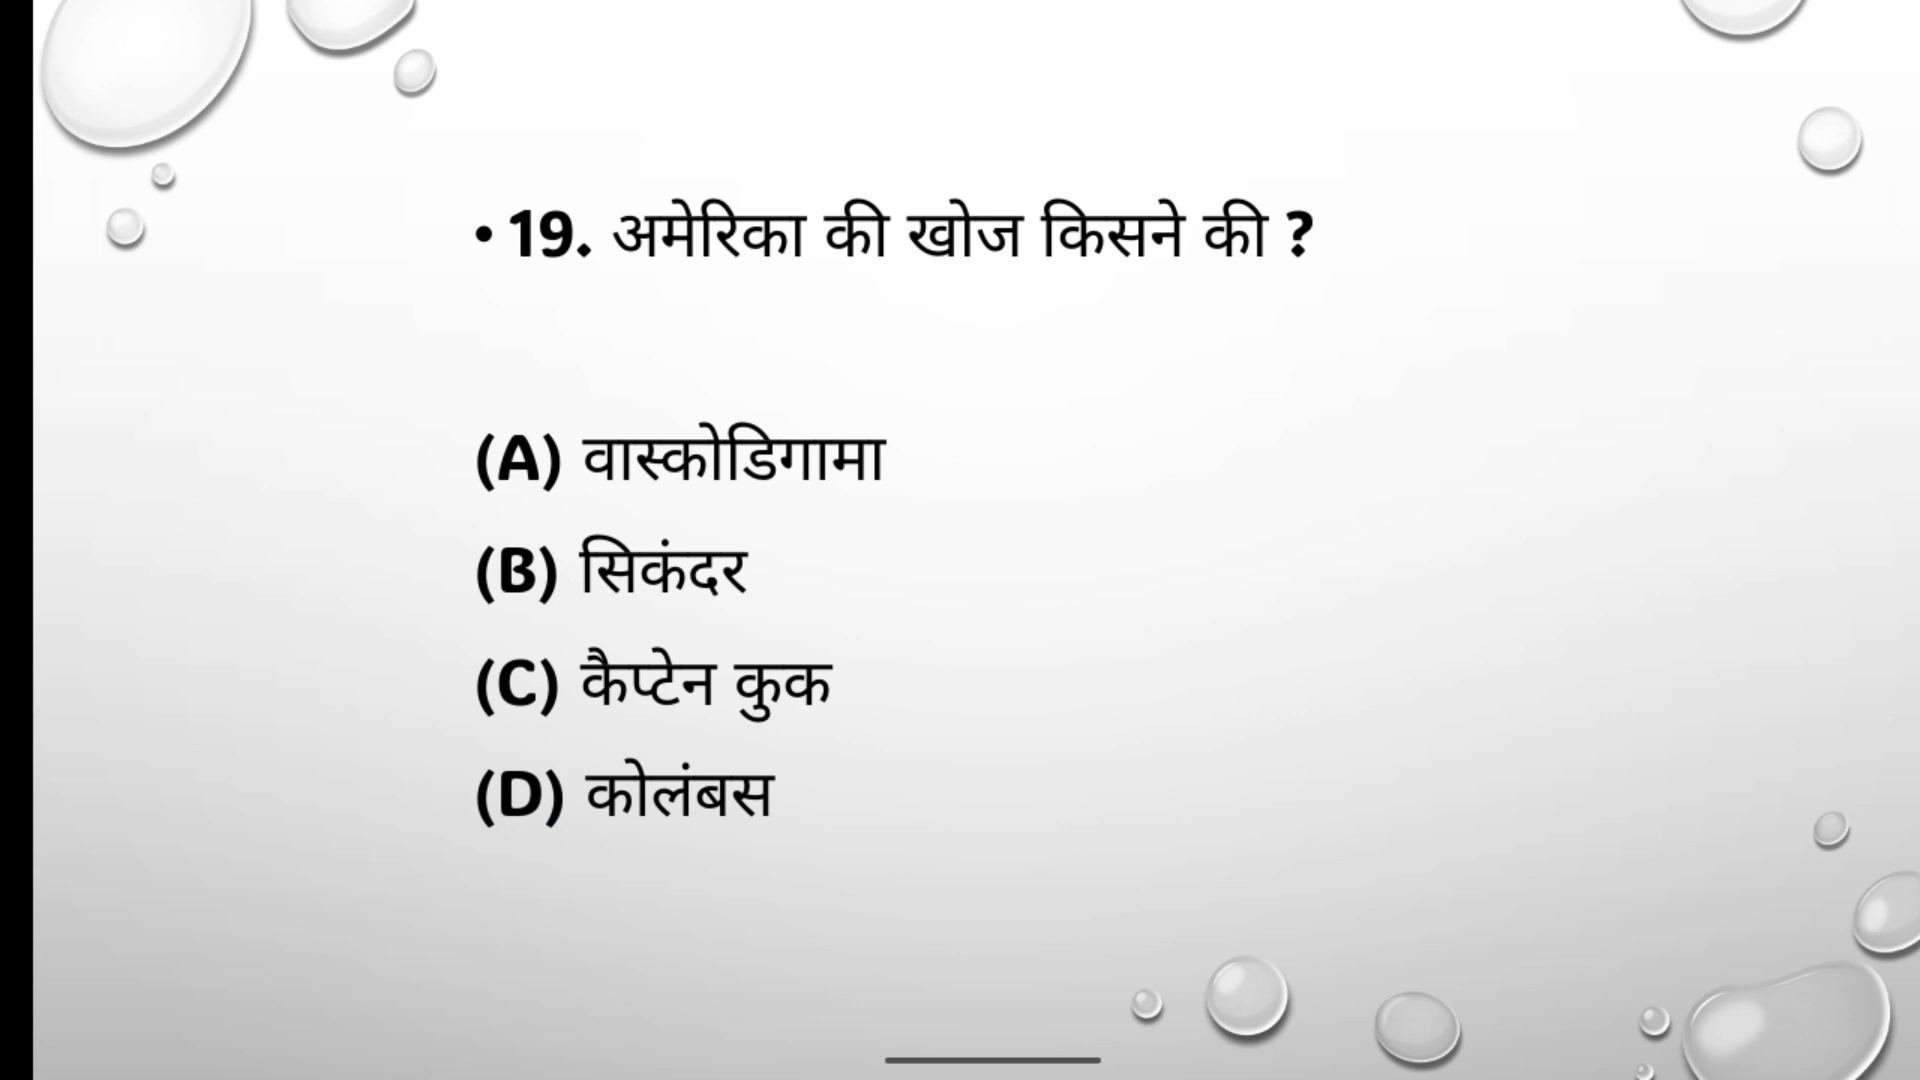 • 19. अमेरिका की खोज किसने की ?
(A) वास्कोडिगामा
(B) सिकंदर
(C) कैप्टेन कुक
(D) कोलंबस